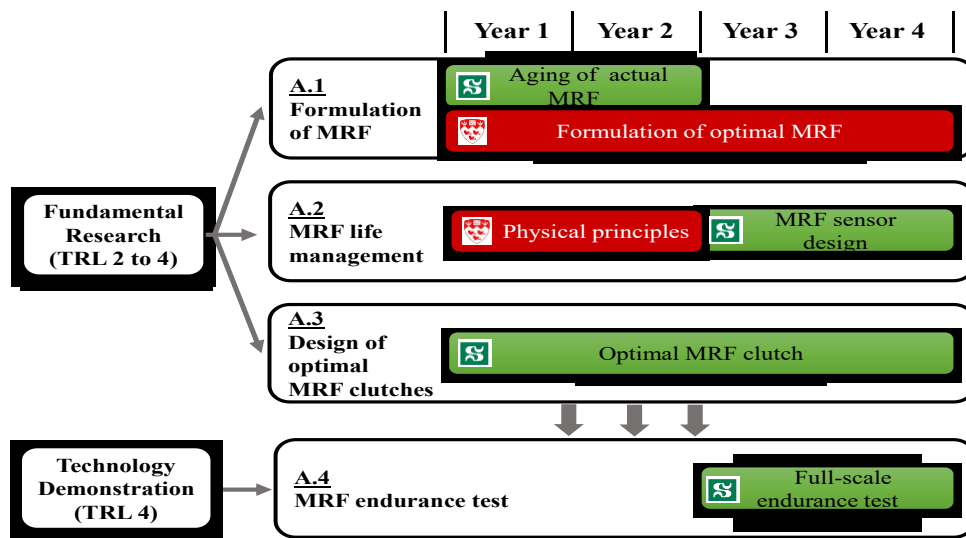 Year 1 Year 2 Year 3 Year 4
A.1
Formulation
of MRF
Aging of actual
MRF
Formulation of optimal MRF
Fundamental
Research
(TRL 2 to 4)
A.2
MRF life
management
Physical principles
MRF sensor
design
A.3
Design of
optimal
MRF clutches
Optimal MRF clutch
Technology
Demonstration
(TRL 4)
A.4
MRF endurance test
Full-scale
endurance test